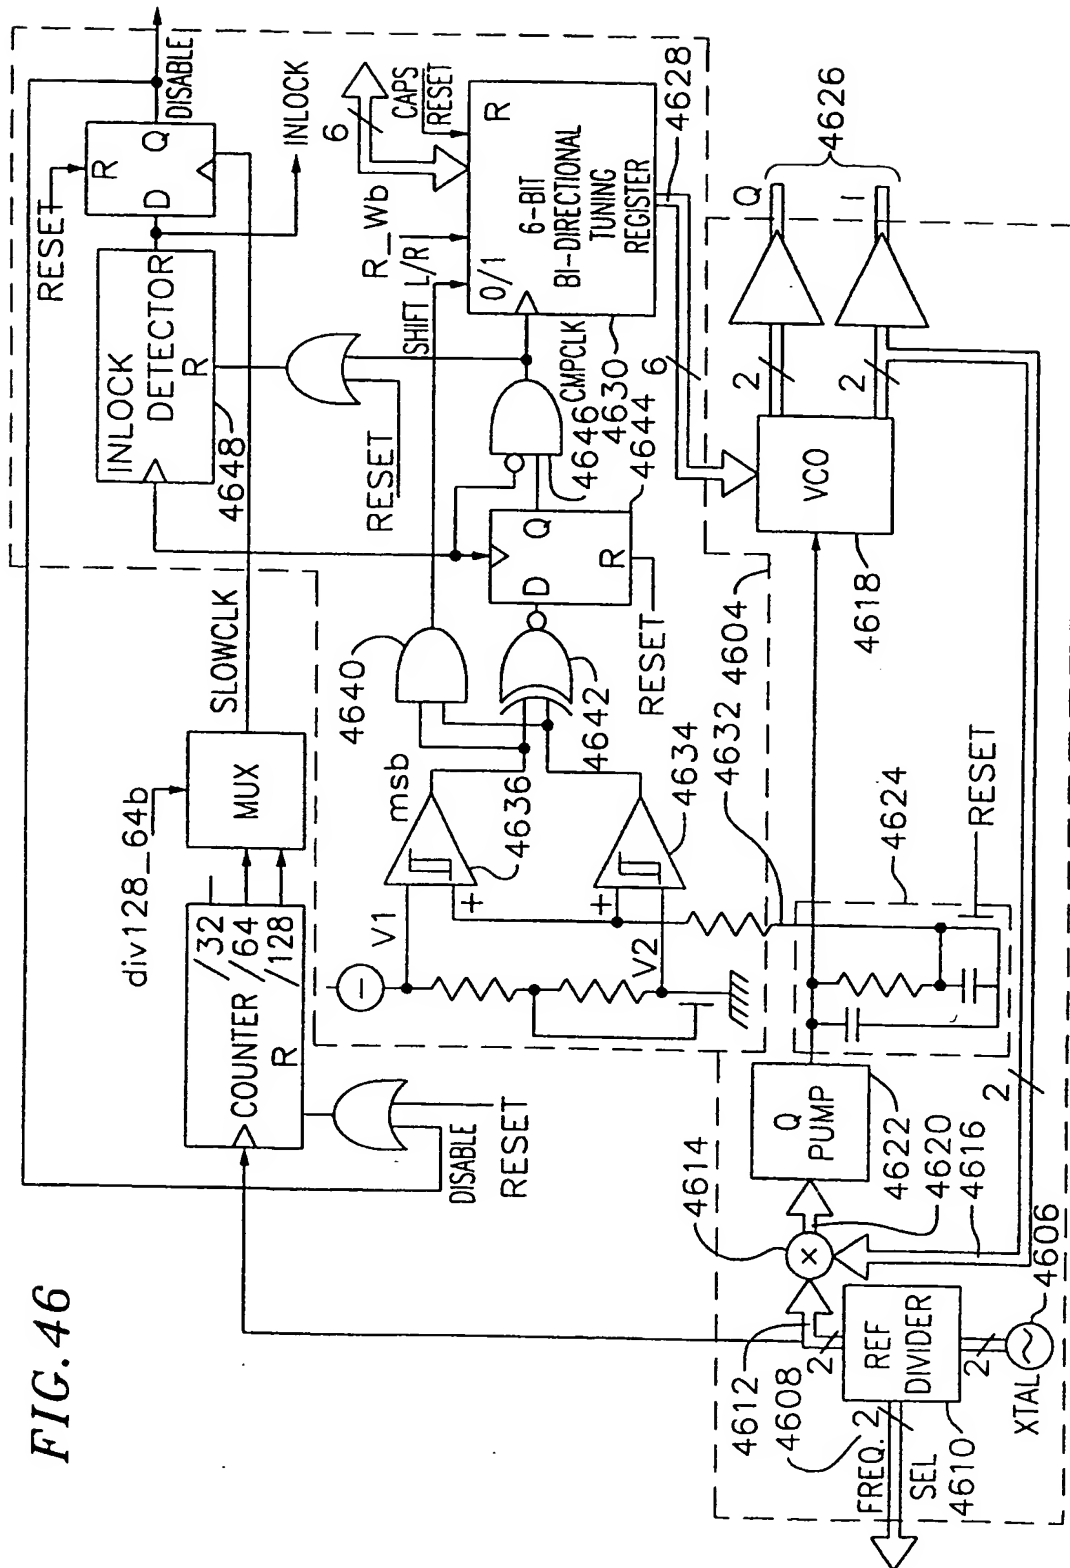 FIG.46
RESET
R
D
Q
DISABLE
INLOCK
INLOCK
DETECTOR
R
4648
SLOWCLK
div128_64b
MUX
/32
/64
/128
COUNTER
R
DISABLE
RESET
RESET
6
CAPS
RESET
R_Wb
SHIFT L/R
0/1
R
6-BIT
BI-DIRECTIONAL
TUNING
REGISTER
CMPCLK
4630
4646
4644
4628
6
D
Q
R
RESET
4640
4642
msb
4636
4634
V1
+
+
V2
4632
4604
4624
RESET
Q
PUMP
4622
4620
4616
4614
X
2
4612
4608
2
REF
DIVIDER
2
FREQ.
SEL
4610
2
XTAL
4606
VCO
4618
2
2
Q
I
4626